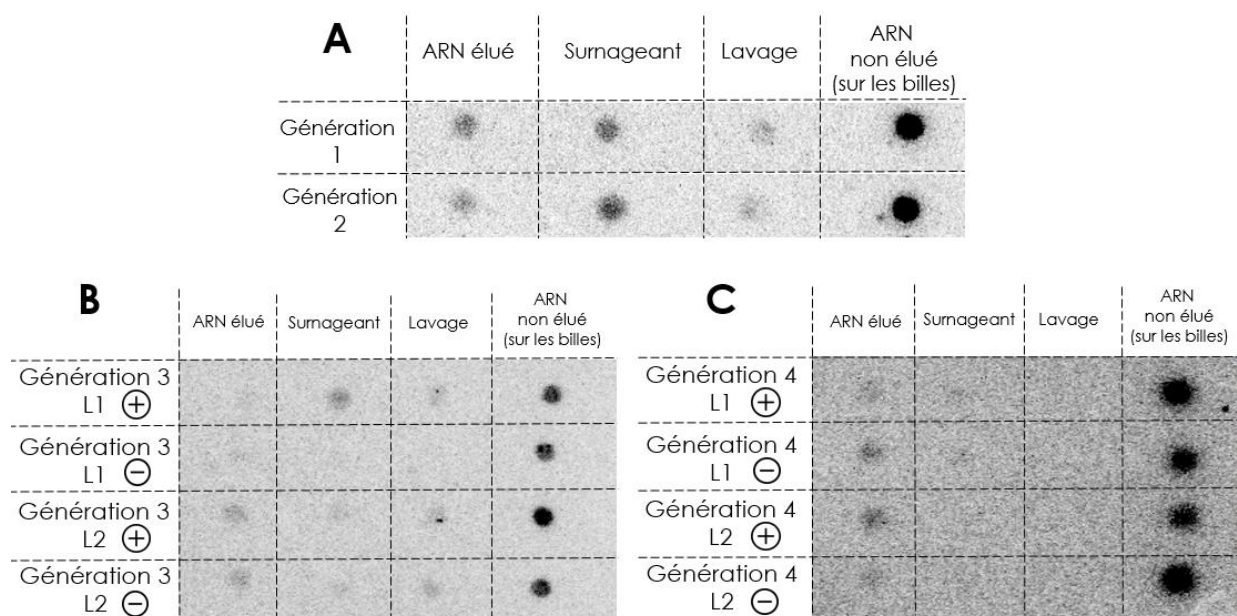 A
ARN élué
Surnageant
Lavage
ARN
non élué
(sur les billes)
Génération
1
Génération
2
B
ARN élué
Surnageant
Lavage
ARN
non élué
(sur les billes)
Génération 3
L1 +
Génération 3
L1 −
Génération 3
L2 +
Génération 3
L2 −
C
ARN élué
Surnageant
Lavage
ARN
non élué
(sur les billes)
Génération 4
L1 +
Génération 4
L1 −
Génération 4
L2 +
Génération 4
L2 −